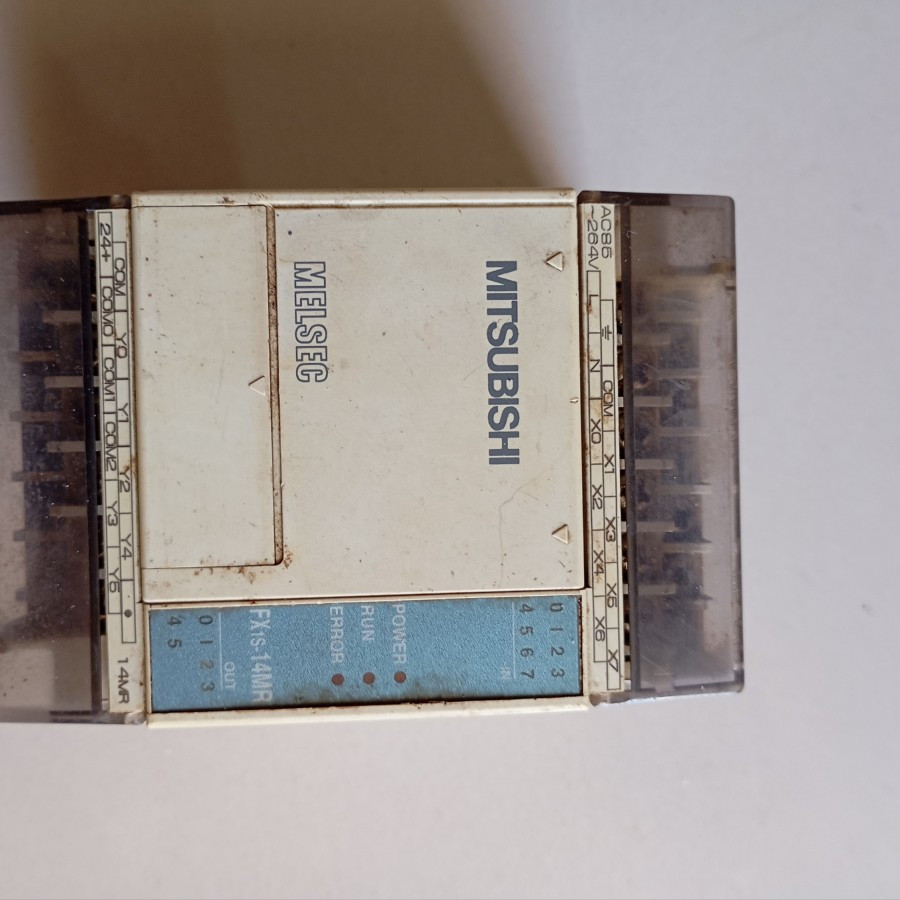 AC85
~264V
L
N
COM
X0
X1
X2
X3
X4
X5
X6
X7
MITSUBISHI
MELSEC
0 1 2 3
4 5 6 7
IN
POWER
RUN
ERROR
FX1S-14MR
OUT
0 1 2 3
4 5
24+
COM
COM0
Y0
COM1
Y1
COM2
Y2
Y3
Y4
Y5
14MR